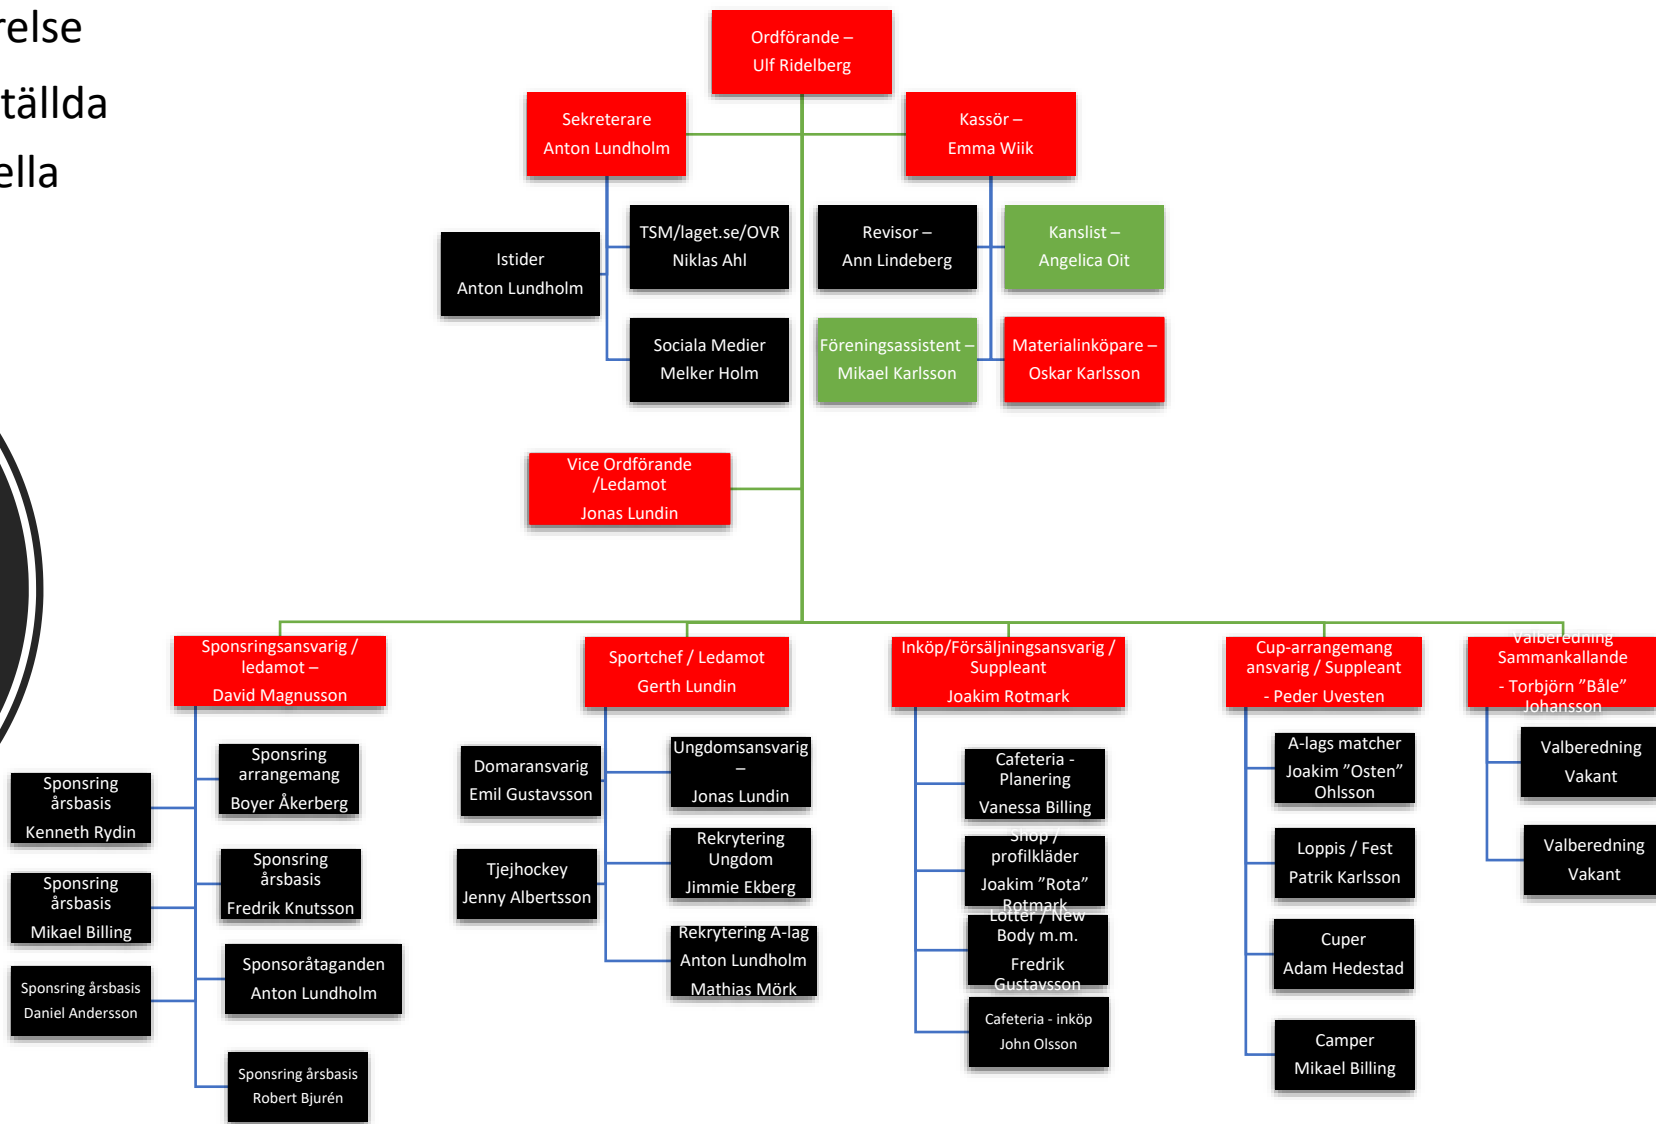 relse
tällda
ella
Ordförande –
Ulf Ridelberg
Sekreterare
Anton Lundholm
Kassör –
Emma Wiik
Istider
Anton Lundholm
TSM/laget.se/OVR
Niklas Ahl
Sociala Medier
Melker Holm
Revisor –
Ann Lindeberg
Kanslist –
Angelica Oit
Föreningsassistent –
Mikael Karlsson
Materialinköpare –
Oskar Karlsson
Vice Ordförande
/Ledamot
Jonas Lundin
Sponsringsansvarig /
ledamot –
David Magnusson
Sponsring
årsbasis
Kenneth Rydin
Sponsring
arrangemang
Boyer Åkerberg
Sponsring
årsbasis
Mikael Billing
Sponsring
årsbasis
Fredrik Knutsson
Sponsring årsbasis
Daniel Andersson
Sponsoråtaganden
Anton Lundholm
Sponsring årsbasis
Robert Bjurén
Sportchef / Ledamot
Gerth Lundin
Domaransvarig
Emil Gustavsson
Ungdomsansvarig
–
Jonas Lundin
Tjejhockey
Jenny Albertsson
Rekrytering
Ungdom
Jimmie Ekberg
Rekrytering A-lag
Anton Lundholm
Mathias Mörk
Inköp/Försäljningsansvarig /
Suppleant
Joakim Rotmark
Cafeteria -
Planering
Vanessa Billing
Shop /
profilkläder
Joakim ”Rota”
Rotmark
Lotter / New
Body m.m.
Fredrik
Gustavsson
Cafeteria - inköp
John Olsson
Cup-arrangemang
ansvarig / Suppleant
- Peder Uvesten
A-lags matcher
Joakim ”Osten”
Ohlsson
Loppis / Fest
Patrik Karlsson
Cuper
Adam Hedestad
Camper
Mikael Billing
Valberedning
Sammankallande
- Torbjörn ”Båle”
Johansson
Valberedning
Vakant
Valberedning
Vakant